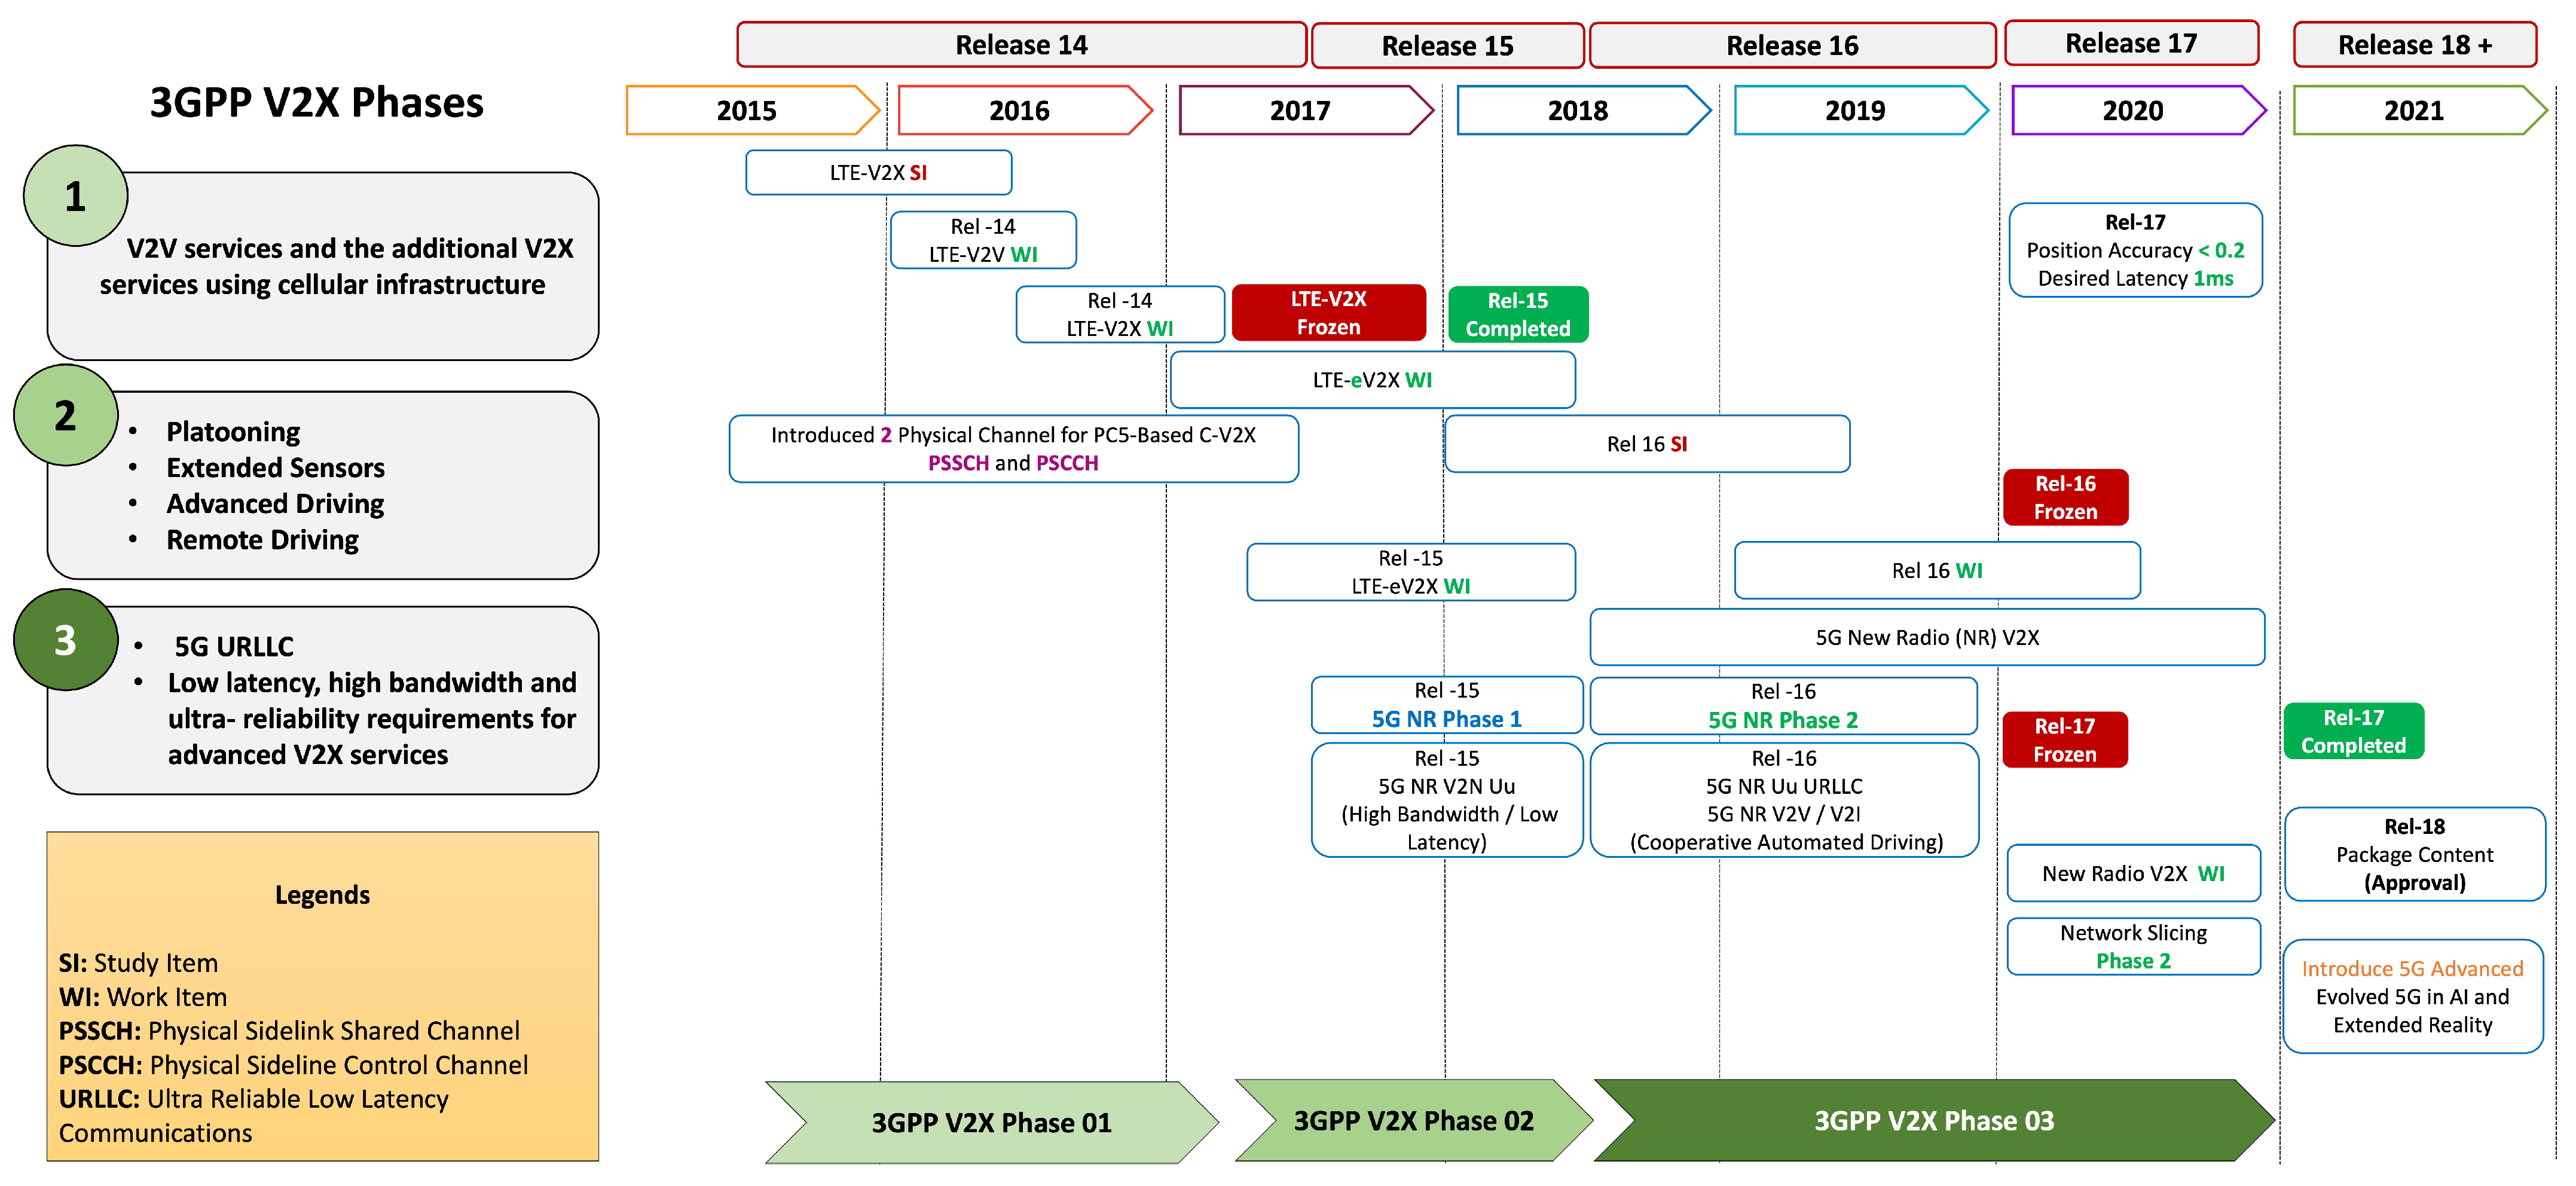 Release 14
Release 15
Release 16
Release 17
Release 18 +
3GPP V2X Phases
2015
2016
2017
2018
2019
2020
2021
1
V2V services and the additional V2X
services using cellular infrastructure
2
• Platooning
• Extended Sensors
• Advanced Driving
• Remote Driving
3
• 5G URLLC
• Low latency, high bandwidth and
ultra- reliability requirements for
advanced V2X services
Legends
SI: Study Item
WI: Work Item
PSSCH: Physical Sidelink Shared Channel
PSCCH: Physical Sideline Control Channel
URLLC: Ultra Reliable Low Latency
Communications
LTE-V2X SI
Rel -14
LTE-V2V WI
Rel -14
LTE-V2X WI
LTE-V2X
Frozen
Rel-15
Completed
Rel-17
Position Accuracy < 0.2
Desired Latency 1ms
LTE-eV2X WI
Introduced 2 Physical Channel for PC5-Based C-V2X
PSSCH and PSCCH
Rel 16 SI
Rel-16
Frozen
Rel -15
LTE-eV2X WI
Rel 16 WI
5G New Radio (NR) V2X
Rel -15
5G NR Phase 1
Rel -16
5G NR Phase 2
Rel-17
Frozen
Rel-17
Completed
Rel -15
5G NR V2N Uu
(High Bandwidth / Low
Latency)
Rel -16
5G NR Uu URLLC
5G NR V2V / V2I
(Cooperative Automated Driving)
New Radio V2X WI
Rel-18
Package Content
(Approval)
Network Slicing
Phase 2
Introduce 5G Advanced
Evolved 5G in AI and
Extended Reality
3GPP V2X Phase 01
3GPP V2X Phase 02
3GPP V2X Phase 03